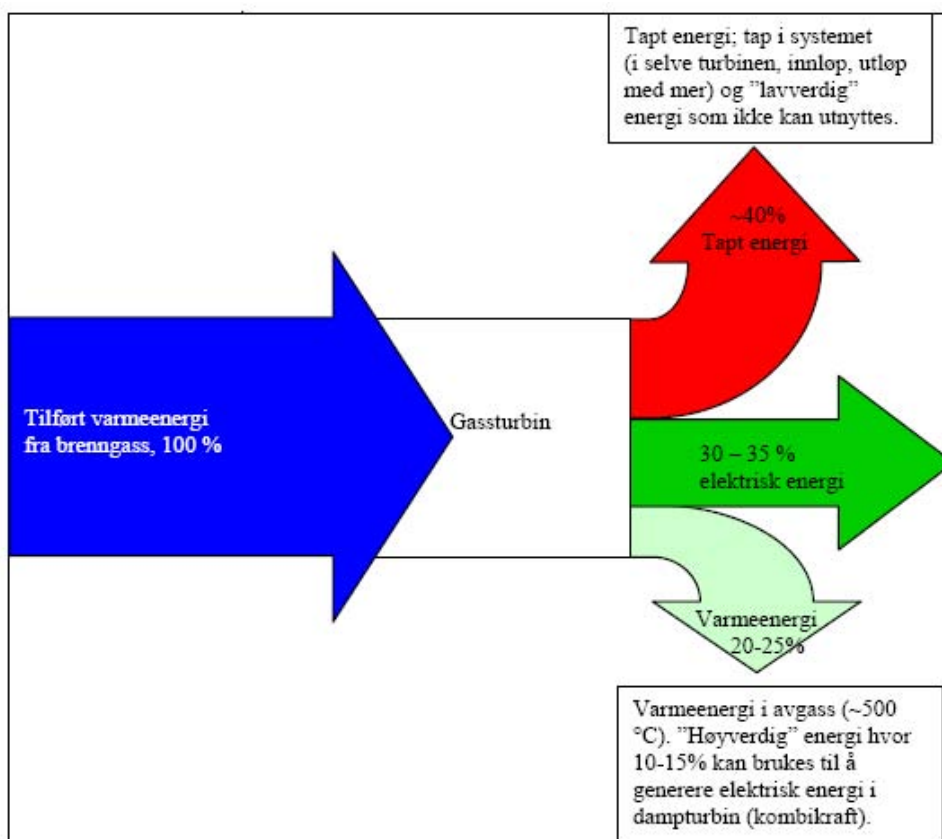 Tapt energi; tap i systemet
(i selve turbinen, innløp, utløp
med mer) og ”lavverdig”
energi som ikke kan utnyttes.
~40%
Tapt energi
Tilført varmeenergi
fra brenngass, 100 %
Gassturbin
30 – 35 %
elektrisk energi
Varmeenergi
20-25%
Varmeenergi i avgass (~500
°C). ”Høyverdig” energi hvor
10-15% kan brukes til å
generere elektrisk energi i
dampturbin (kombikraft).